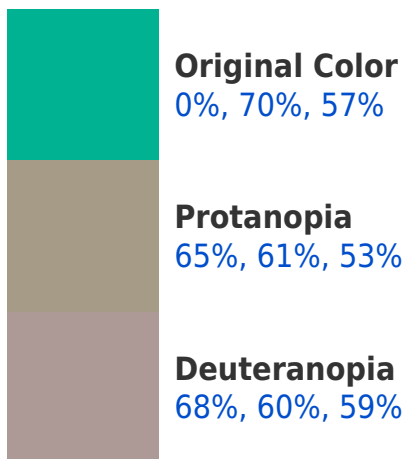 Original Color
0%, 70%, 57%
Protanopia
65%, 61%, 53%
Deuteranopia
68%, 60%, 59%